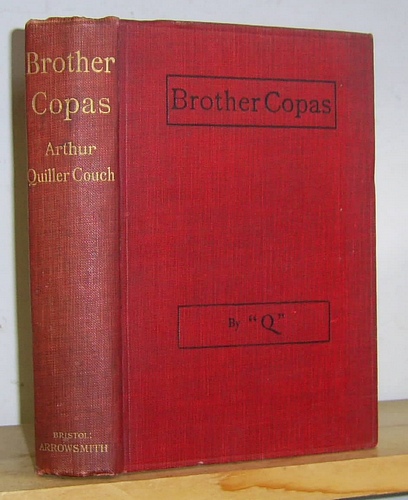 Brother
Copas
Arthur
Quiller Couch
BRISTOL:
ARROWSMITH
Brother Copas
By "Q"